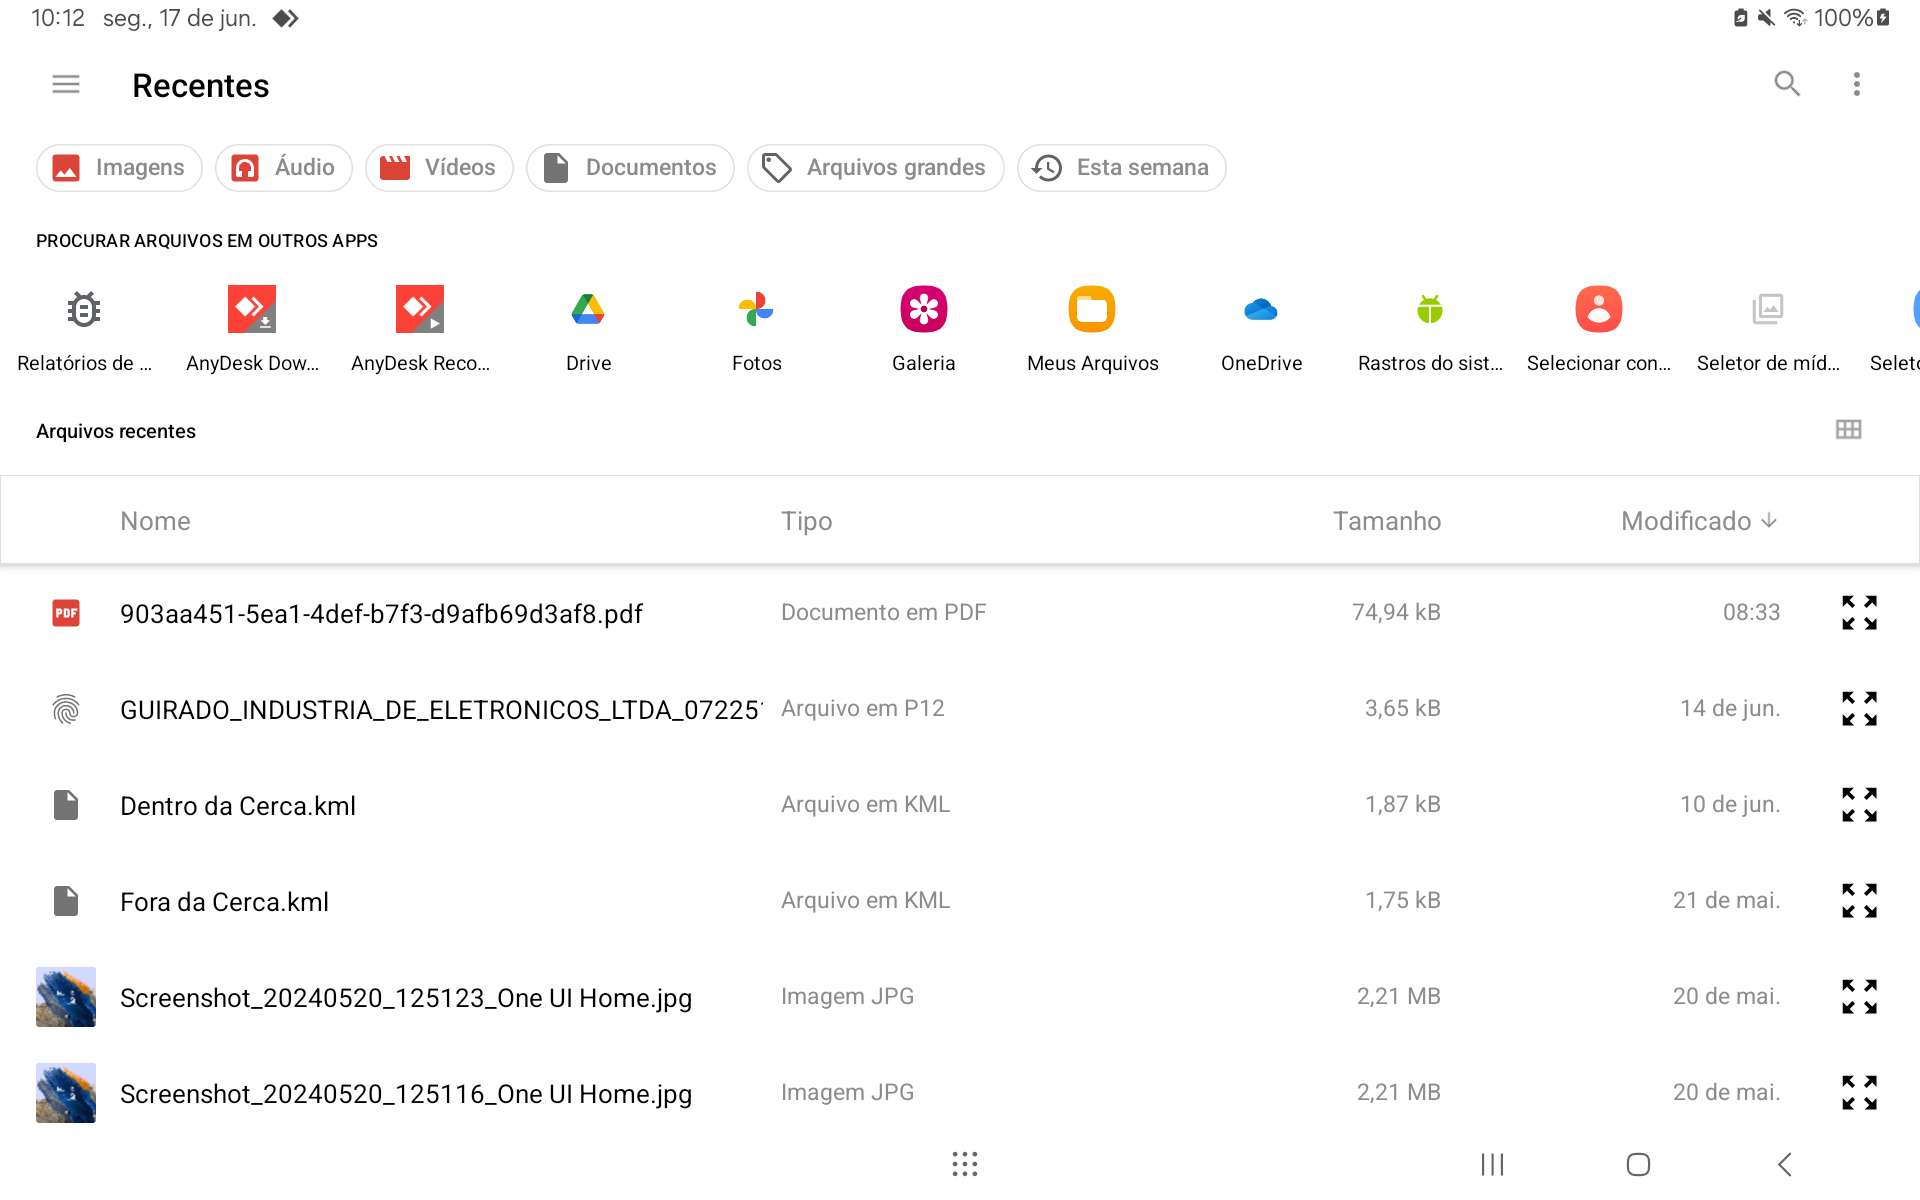 10:12 seg., 17 de jun. 100%
Recentes
Imagens Áudio Vídeos Documentos Arquivos grandes Esta semana
PROCURAR ARQUIVOS EM OUTROS APPS
Relatórios de ... AnyDesk Dow... AnyDesk Reco... Drive Fotos Galeria Meus Arquivos OneDrive Rastros do sist... Selecionar con... Seletor de míd... Seleto
Arquivos recentes
Nome Tipo Tamanho Modificado
PDF 903aa451-5ea1-4def-b7f3-d9afb69d3af8.pdf Documento em PDF 74,94 kB 08:33
GUIRADO_INDUSTRIA_DE_ELETRONICOS_LTDA_07225 Arquivo em P12 3,65 kB 14 de jun.
Dentro da Cerca.kml Arquivo em KML 1,87 kB 10 de jun.
Fora da Cerca.kml Arquivo em KML 1,75 kB 21 de mai.
Screenshot_20240520_125123_One UI Home.jpg Imagem JPG 2,21 MB 20 de mai.
Screenshot_20240520_125116_One UI Home.jpg Imagem JPG 2,21 MB 20 de mai.